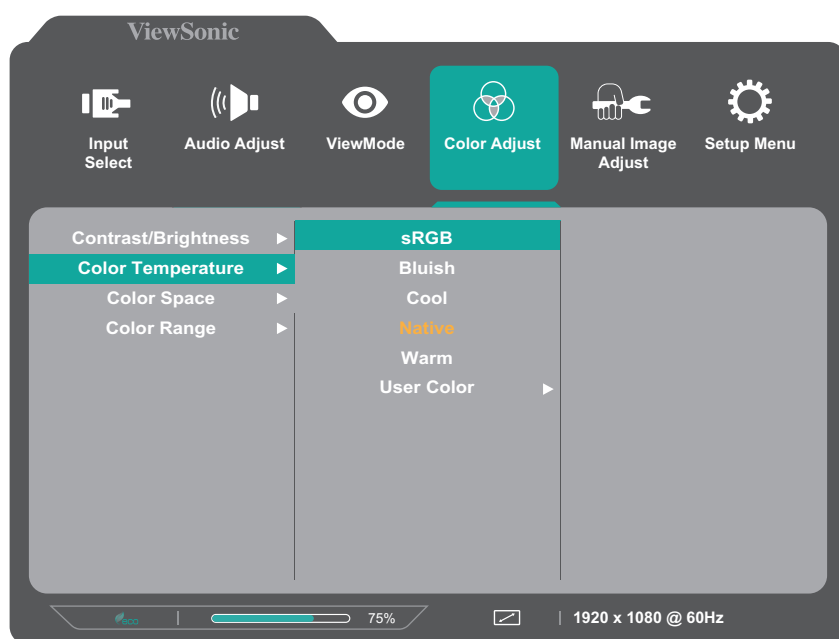 ViewSonic
Input Select
Audio Adjust
ViewMode
Color Adjust
Manual Image Adjust
Setup Menu
Contrast/Brightness ▶
sRGB
Color Temperature ▶
Bluish
Color Space ▶
Cool
Color Range ▶
Native
Warm
User Color ▶
ECO
75%
1920 x 1080 @ 60Hz